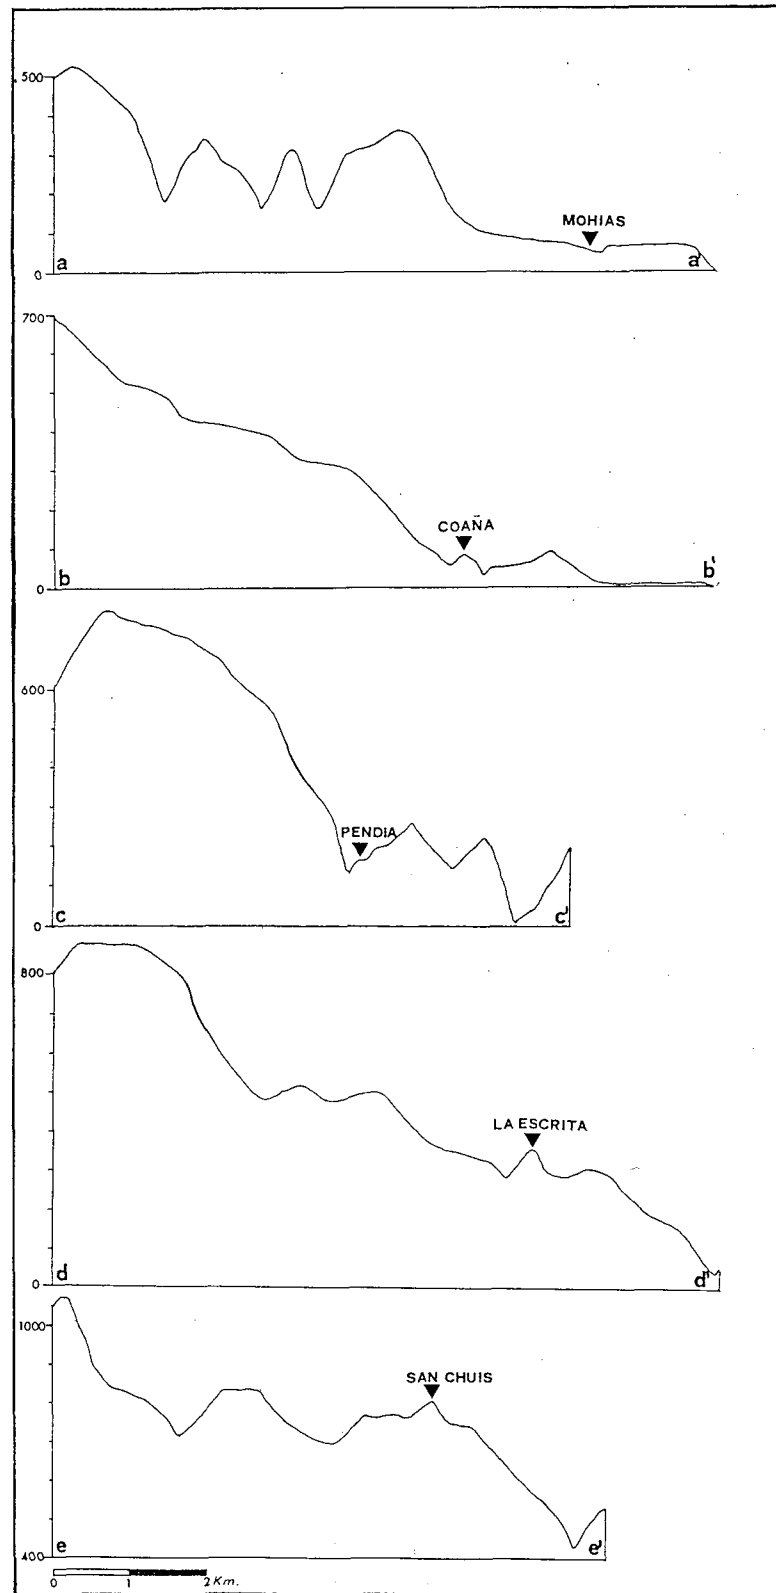 500
MOHIAS
0
a
a'
700
COAÑA
0
b
b'
600
PENDIA
0
c
c'
800
LA ESCRITA
0
d
d'
1000
SAN CHUIS
400
e
e'
0 1 2 Km.